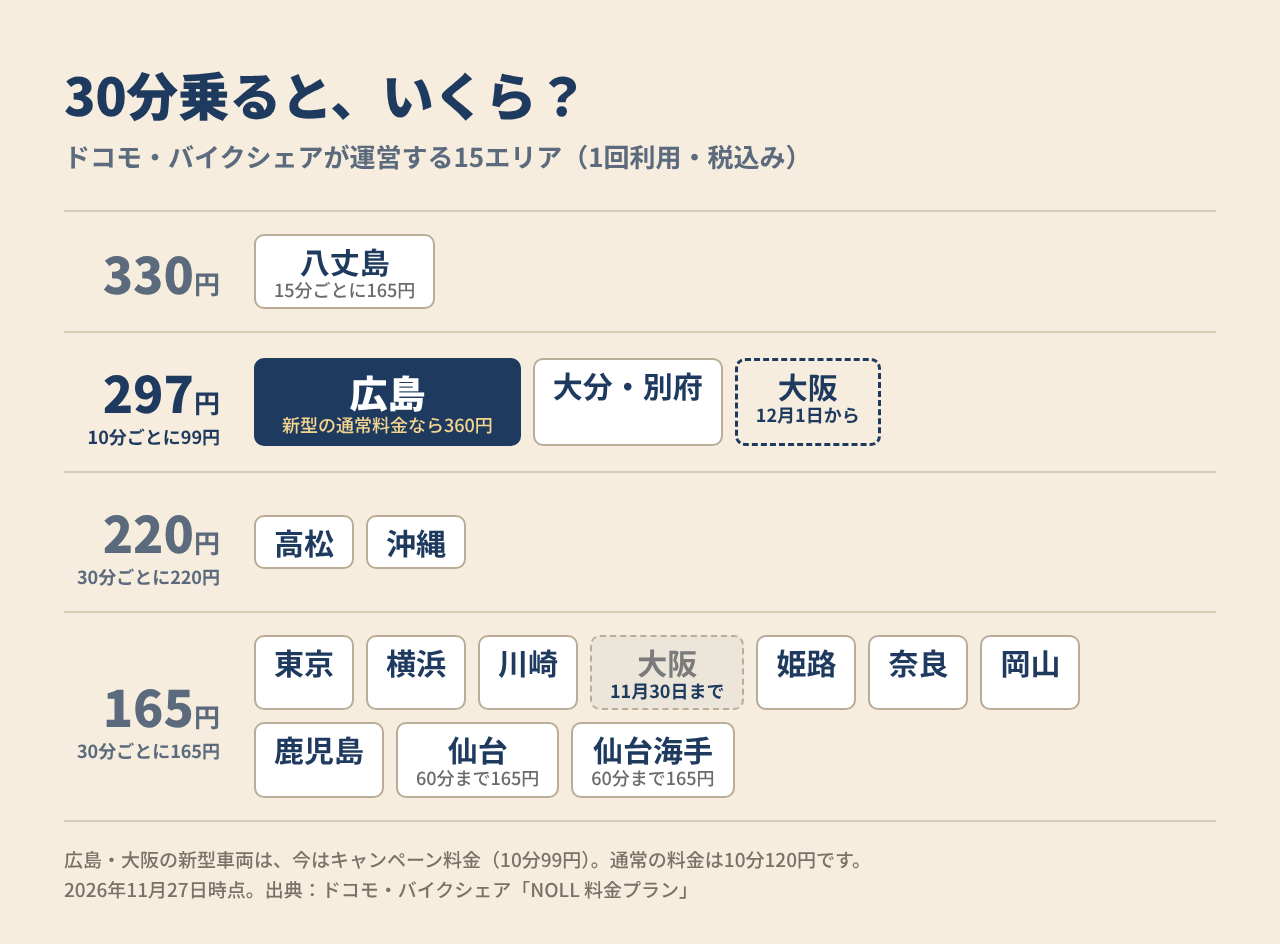 30分乗ると、いくら？
ドコモ・バイクシェアが運営する15エリア（1回利用・税込み）
330円
八丈島
15分ごとに165円
297円
10分ごとに99円
広島
新型の通常料金なら360円
大分・別府
大阪
12月1日から
220円
30分ごとに220円
高松
沖縄
165円
30分ごとに165円
東京
横浜
川崎
大阪
11月30日まで
姫路
奈良
岡山
鹿児島
仙台
60分まで165円
仙台海手
60分まで165円
広島・大阪の新型車両は、今はキャンペーン料金（10分99円）。通常の料金は10分120円です。
2026年11月27日時点。出典：ドコモ・バイクシェア「NOLL 料金プラン」